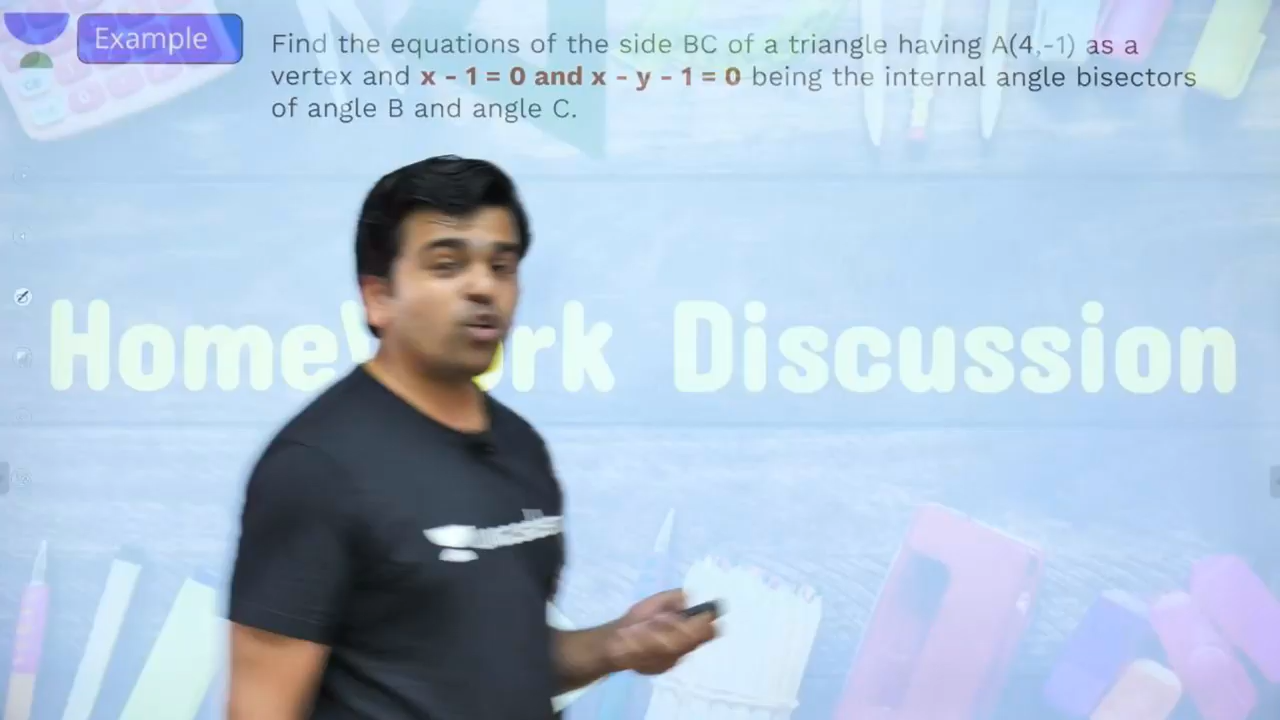 Example
Find the equations of the side BC of a triangle having A(4,-1) as a
vertex and x - 1 = 0 and x - y - 1 = 0 being the internal angle bisectors
of angle B and angle C.
Discussion